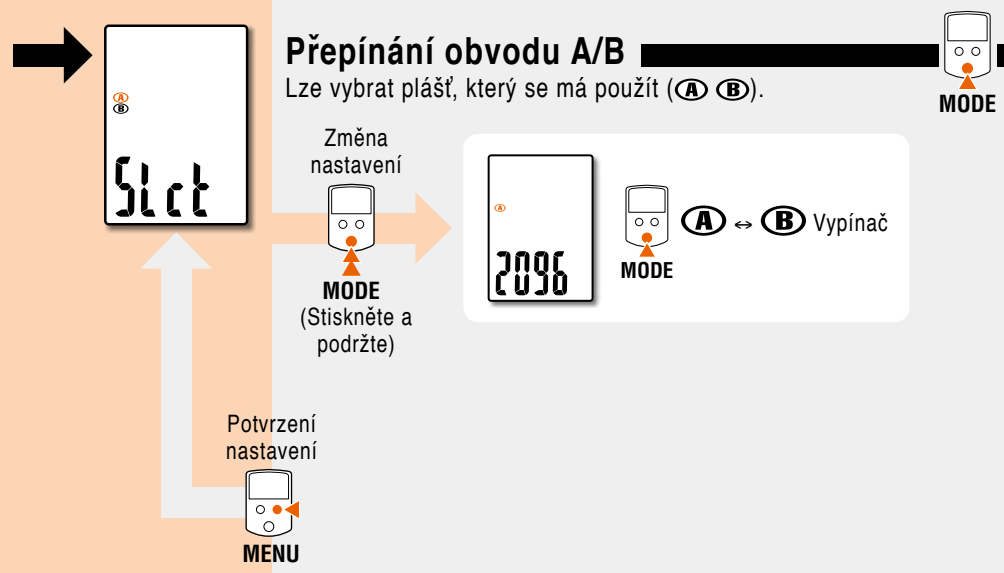 Přepínání obvodu A/B
Lze vybrat plášť, který se má použít (Ⓐ Ⓑ).
MODE
Ⓐ
Ⓑ
Slct
Změna
nastavení
MODE
(Stiskněte a
podržte)
Ⓐ
2096
MODE
Ⓐ ↔ Ⓑ Vypínač
Potvrzení
nastavení
MENU